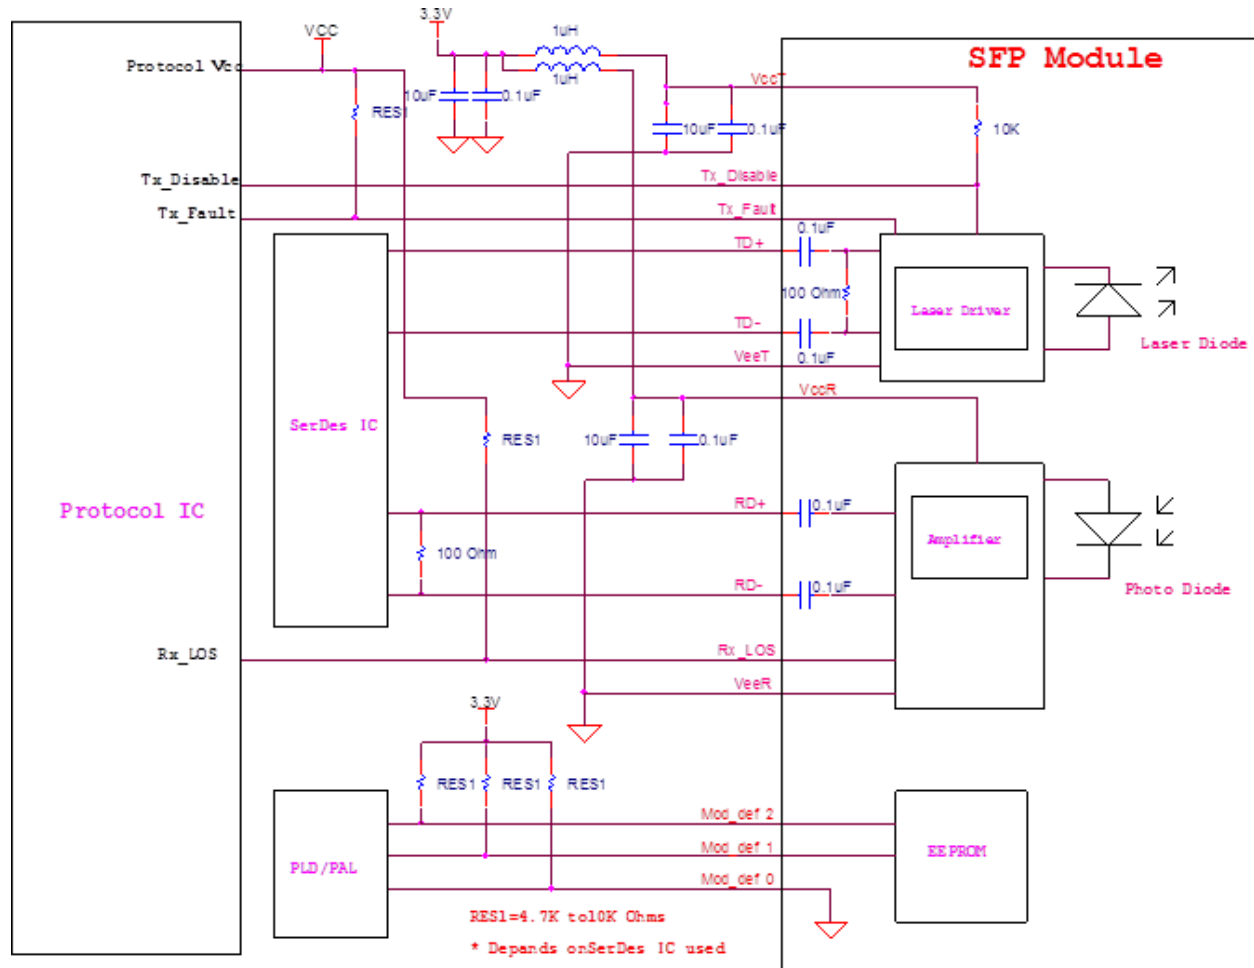 3.3V
VCC
1uH
SFP Module
Protocol Vcc
1uH
VccT
10uF
0.1uF
RES1
10uF
0.1uF
10K
Tx_Disable
Tx_Disable
Tx_Fault
Tx_Fault
0.1uF
TD+
100 Ohm
Laser Driver
TD-
Laser Diode
VeeT
0.1uF
VccR
SerDes IC
RES1
10uF
0.1uF
RD+
0.1uF
Protocol IC
Amplifier
100 Ohm
RD-
0.1uF
Photo Diode
Rx_LOS
Rx_LOS
VeeR
3.3V
RES1
RES1
RES1
Mod_def 2
Mod_def 1
EEPROM
PLD/PAL
Mod_def 0
RES1=4.7K to10K Ohms
* Depands onSerDes IC used